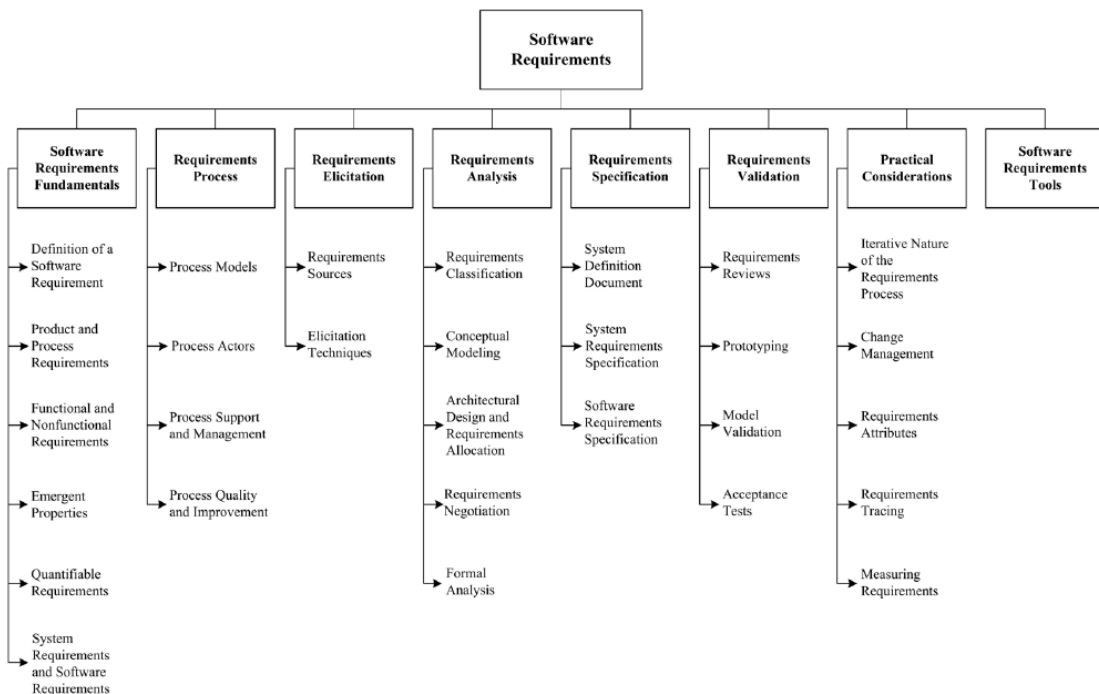 Software
Requirements
Software
Requirements
Fundamentals
Requirements
Process
Requirements
Elicitation
Requirements
Analysis
Requirements
Specification
Requirements
Validation
Practical
Considerations
Software
Requirements
Tools
Definition of a
Software
Requirement
Product and
Process
Requirements
Functional and
Nonfunctional
Requirements
Emergent
Properties
Quantifiable
Requirements
System
Requirements
and Software
Requirements
Process Models
Process Actors
Process Support
and Management
Process Quality
and Improvement
Requirements
Sources
Elicitation
Techniques
Requirements
Classification
Conceptual
Modeling
Architectural
Design and
Requirements
Allocation
Requirements
Negotiation
Formal
Analysis
System
Definition
Document
System
Requirements
Specification
Software
Requirements
Specification
Requirements
Reviews
Prototyping
Model
Validation
Acceptance
Tests
Iterative Nature
of the
Requirements
Process
Change
Management
Requirements
Attributes
Requirements
Tracing
Measuring
Requirements